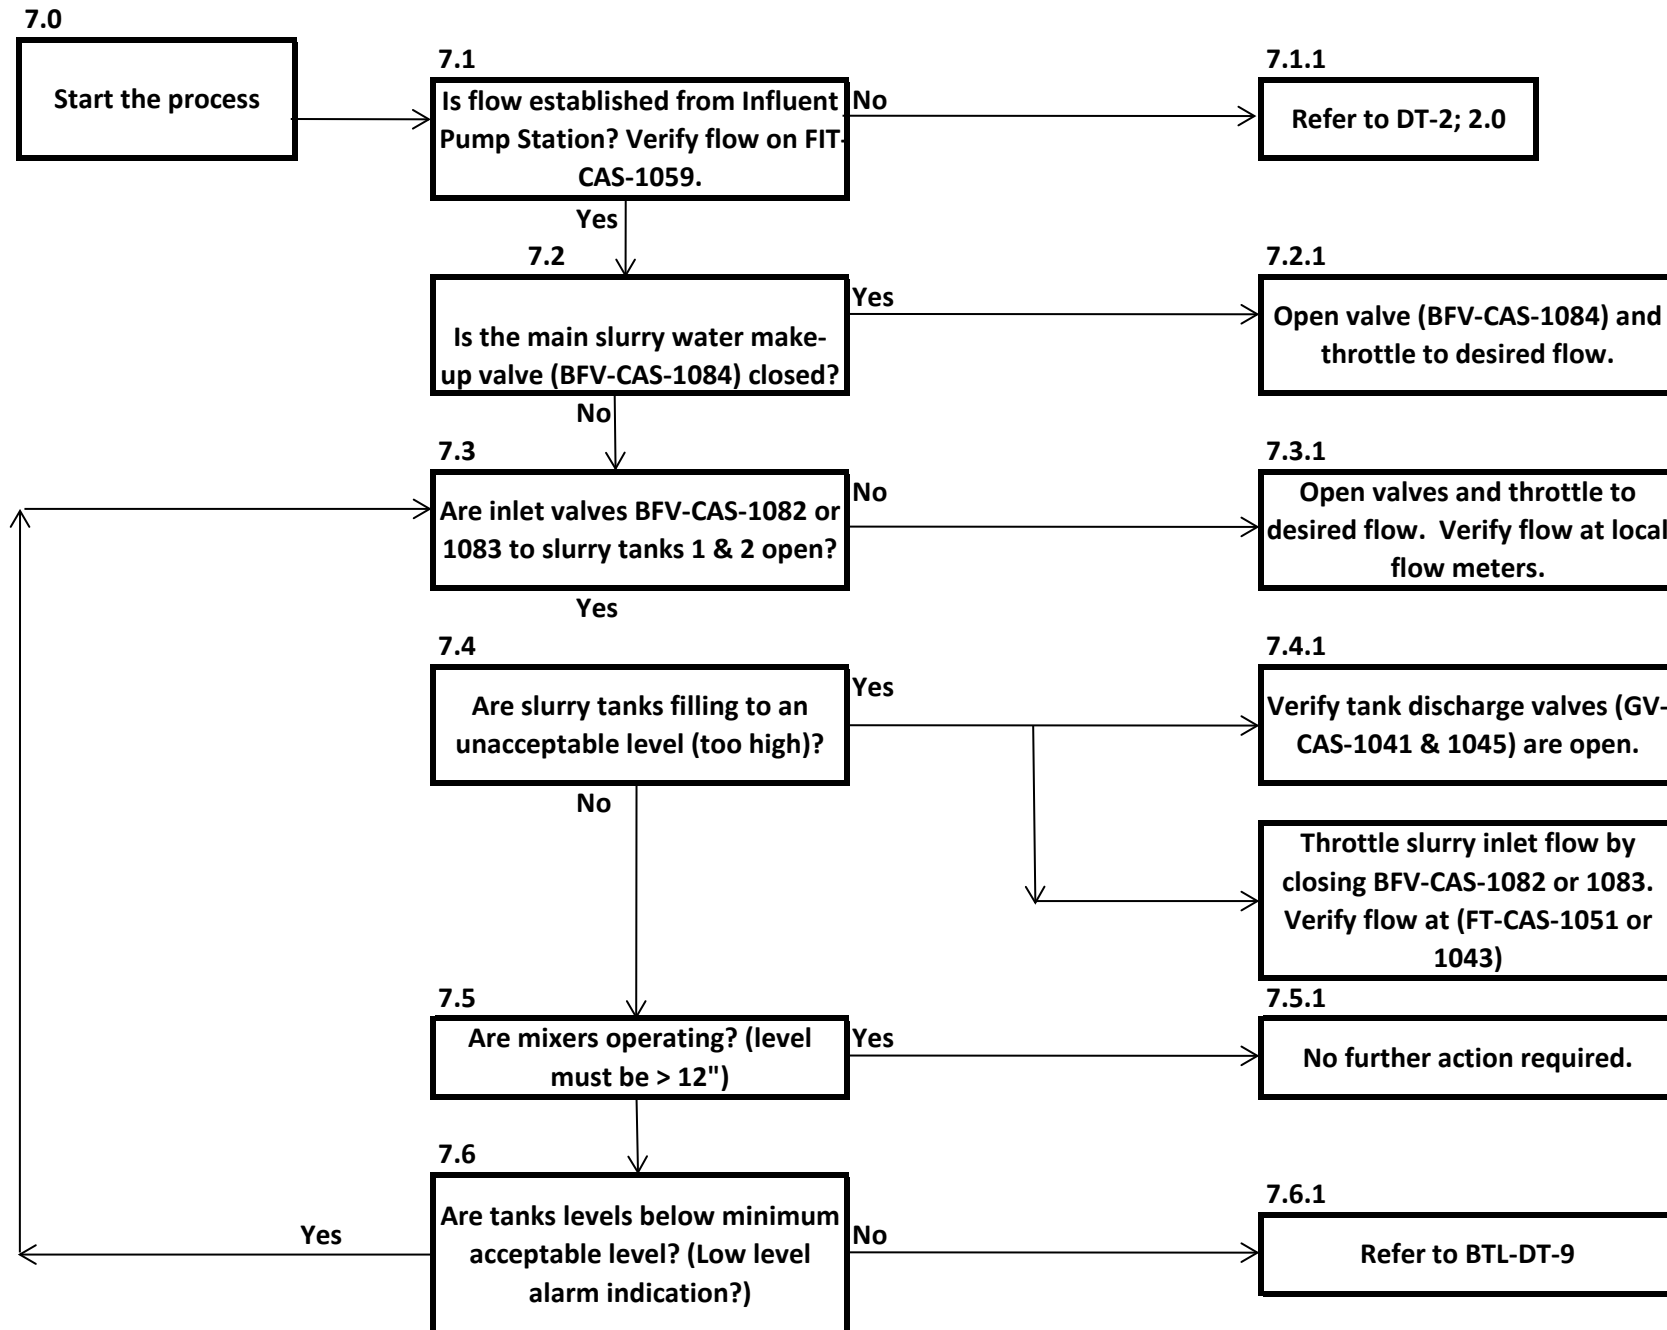 7.0
Start the process
7.1
Is flow established from Influent
Pump Station? Verify flow on FIT-
CAS-1059.
No
7.1.1
Refer to DT-2; 2.0
Yes
7.2
Is the main slurry water make-
up valve (BFV-CAS-1084) closed?
Yes
7.2.1
Open valve (BFV-CAS-1084) and
throttle to desired flow.
No
7.3
Are inlet valves BFV-CAS-1082 or
1083 to slurry tanks 1 & 2 open?
No
7.3.1
Open valves and throttle to
desired flow.  Verify flow at local
flow meters.
Yes
7.4
Are slurry tanks filling to an
unacceptable level (too high)?
Yes
7.4.1
Verify tank discharge valves (GV-
CAS-1041 & 1045) are open.
No
Throttle slurry inlet flow by
closing BFV-CAS-1082 or 1083.
Verify flow at (FT-CAS-1051 or
1043)
7.5
Are mixers operating? (level
must be > 12")
Yes
7.5.1
No further action required.
7.6
Are tanks levels below minimum
acceptable level? (Low level
alarm indication?)
Yes
No
7.6.1
Refer to BTL-DT-9